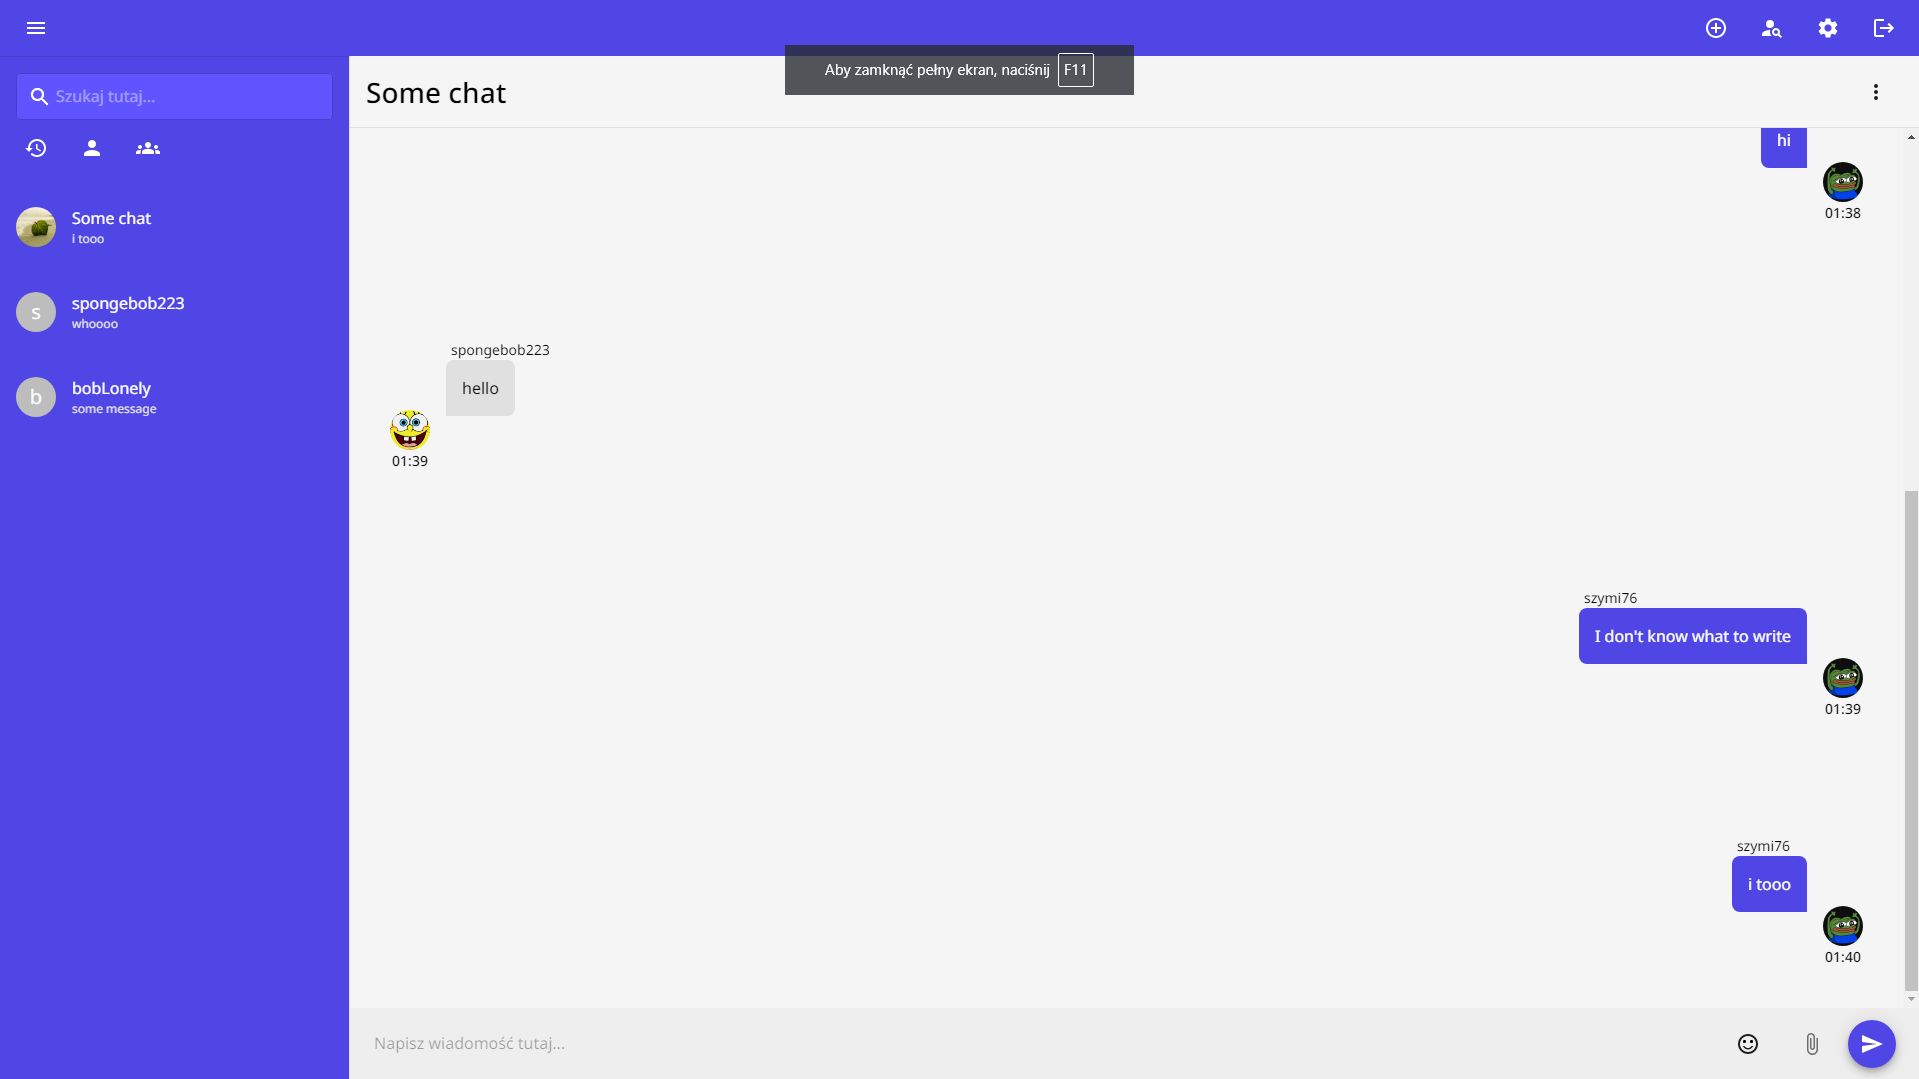 Aby zamknąć pełny ekran, naciśnij F11
Szukaj tutaj...
Some chat
i tooo
s
spongebob223
whoooo
b
bobLonely
some message
Some chat
hi
01:38
spongebob223
hello
01:39
szymi76
I don't know what to write
01:39
szymi76
i tooo
01:40
Napisz wiadomość tutaj...